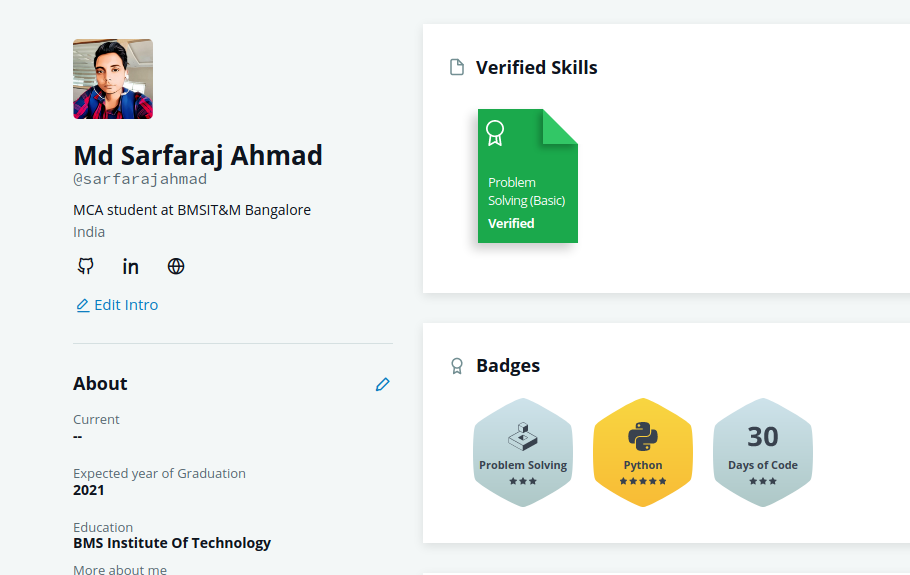 Md Sarfaraj Ahmad
@sarfarajahmad
MCA student at BMSIT&M Bangalore
India
in
Edit Intro
About
Current
--
Expected year of Graduation
2021
Education
BMS Institute Of Technology
More about me
Verified Skills
Problem
Solving (Basic)
Verified
Badges
Problem Solving
Python
30
Days of Code